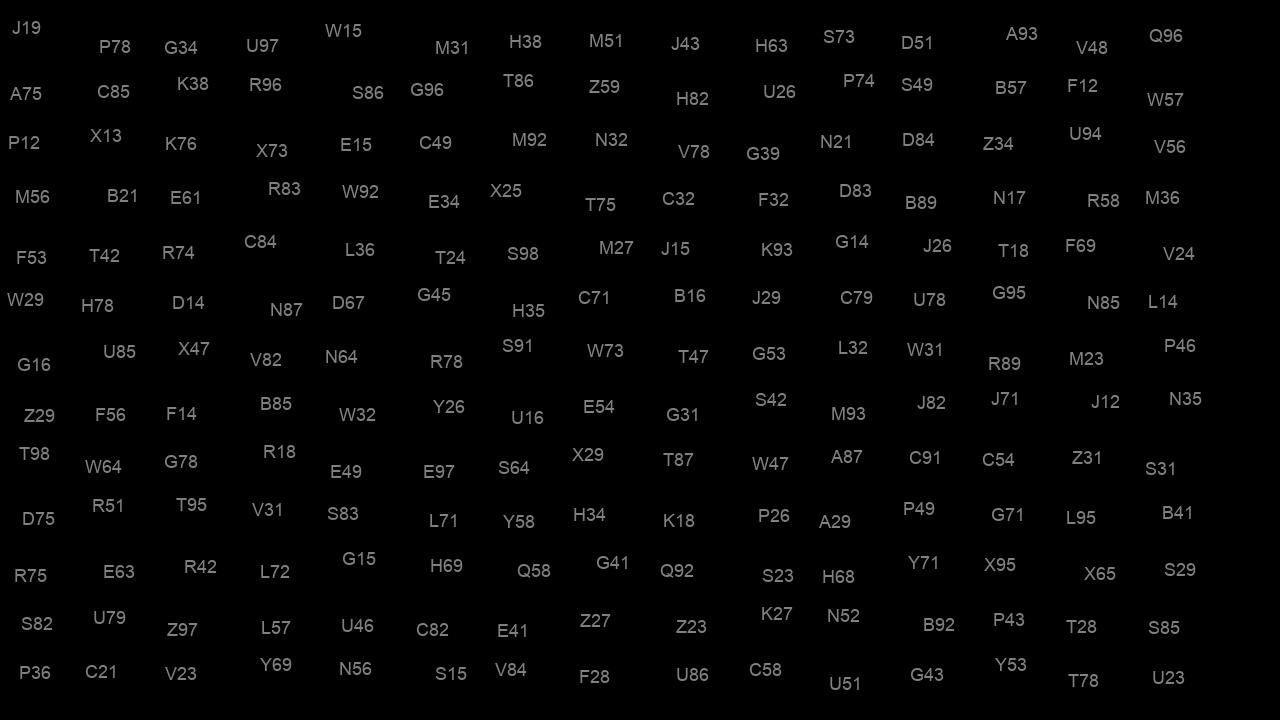 J19 P78 G34 U97 W15 M31 H38 M51 J43 H63 S73 D51 A93 V48 Q96
A75 C85 K38 R96 S86 G96 T86 Z59 H82 U26 P74 S49 B57 F12 W57
P12 X13 K76 X73 E15 C49 M92 N32 V78 G39 N21 D84 Z34 U94 V56
M56 B21 E61 R83 W92 E34 X25 T75 C32 F32 D83 B89 N17 R58 M36
F53 T42 R74 C84 L36 T24 S98 M27 J15 K93 G14 J26 T18 F69 V24
W29 H78 D14 N87 D67 G45 H35 C71 B16 J29 C79 U78 G95 N85 L14
G16 U85 X47 V82 N64 R78 S91 W73 T47 G53 L32 W31 R89 M23 P46
Z29 F56 F14 B85 W32 Y26 U16 E54 G31 S42 M93 J82 J71 J12 N35
T98 W64 G78 R18 E49 E97 S64 X29 T87 W47 A87 C91 C54 Z31 S31
D75 R51 T95 V31 S83 L71 Y58 H34 K18 P26 A29 P49 G71 L95 B41
R75 E63 R42 L72 G15 H69 Q58 G41 Q92 S23 H68 Y71 X95 X65 S29
S82 U79 Z97 L57 U46 C82 E41 Z27 Z23 K27 N52 B92 P43 T28 S85
P36 C21 V23 Y69 N56 S15 V84 F28 U86 C58 U51 G43 Y53 T78 U23